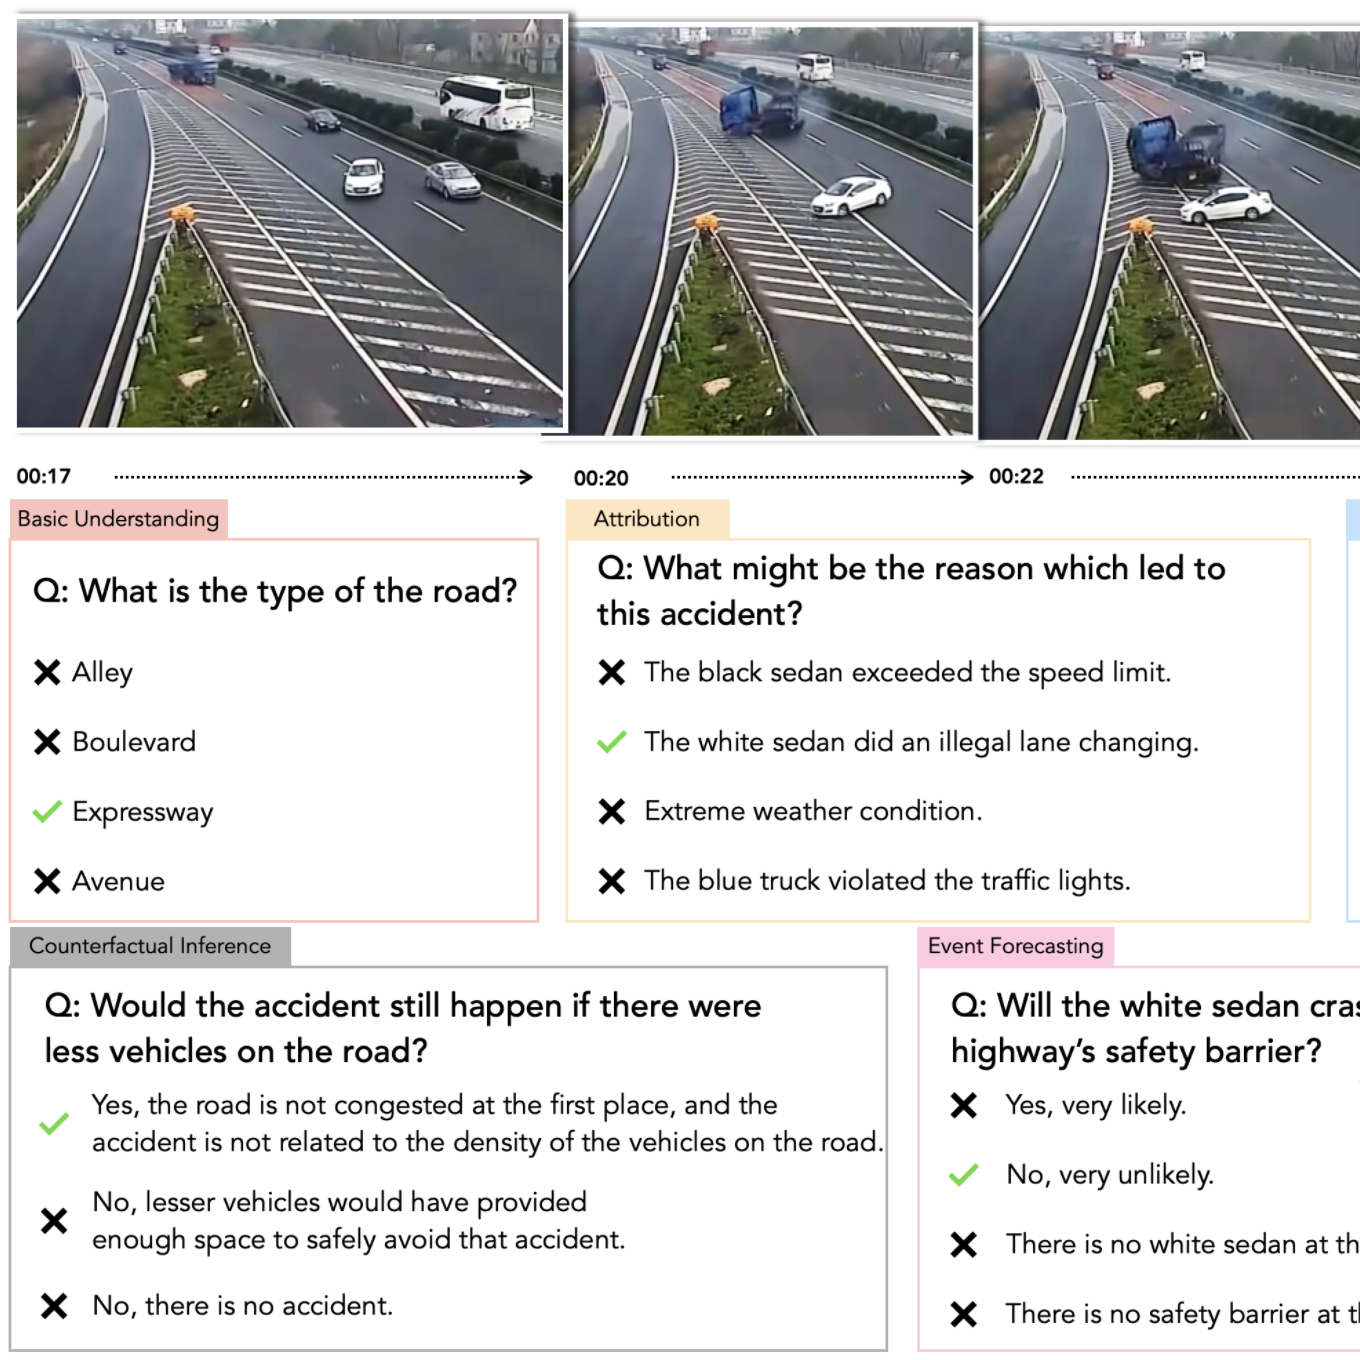 00:17
00:20
00:22
Basic Understanding
Q: What is the type of the road?
Alley
Boulevard
Expressway
Avenue
Attribution
Q: What might be the reason which led to
this accident?
The black sedan exceeded the speed limit.
The white sedan did an illegal lane changing.
Extreme weather condition.
The blue truck violated the traffic lights.
Counterfactual Inference
Q: Would the accident still happen if there were
less vehicles on the road?
Yes, the road is not congested at the first place, and the
accident is not related to the density of the vehicles on the road.
No, lesser vehicles would have provided
enough space to safely avoid that accident.
No, there is no accident.
Event Forecasting
Q: Will the white sedan
highway's safety barrier?
Yes, very likely.
No, very unlikely.
There is no white sedan at
There is no safety barrier at